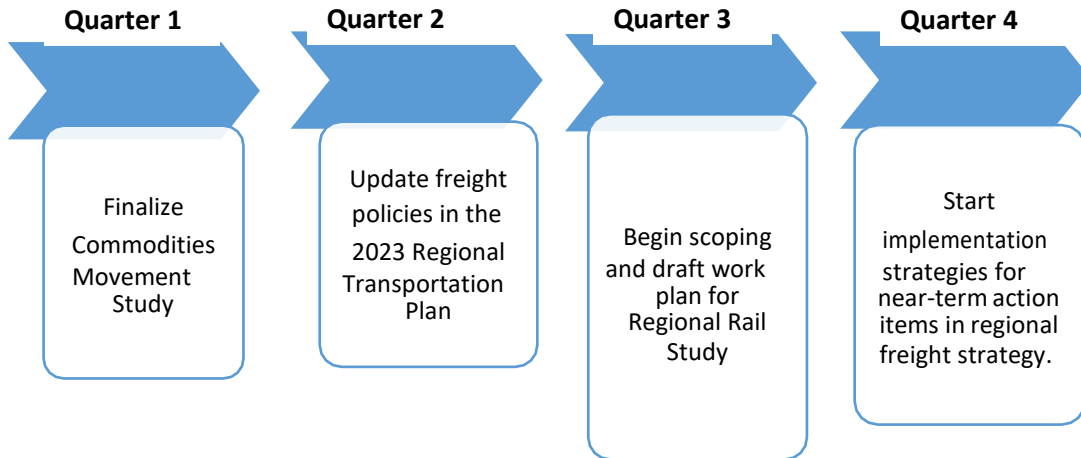 Quarter 1
Quarter 2
Quarter 3
Quarter 4
Finalize
Commodities
Movement
Study
Update freight
policies in the
2023 Regional
Transportation
Plan
Begin scoping
and draft work
plan for
Regional Rail
Study
Start
implementation
strategies for
near-term action
items in regional
freight strategy.